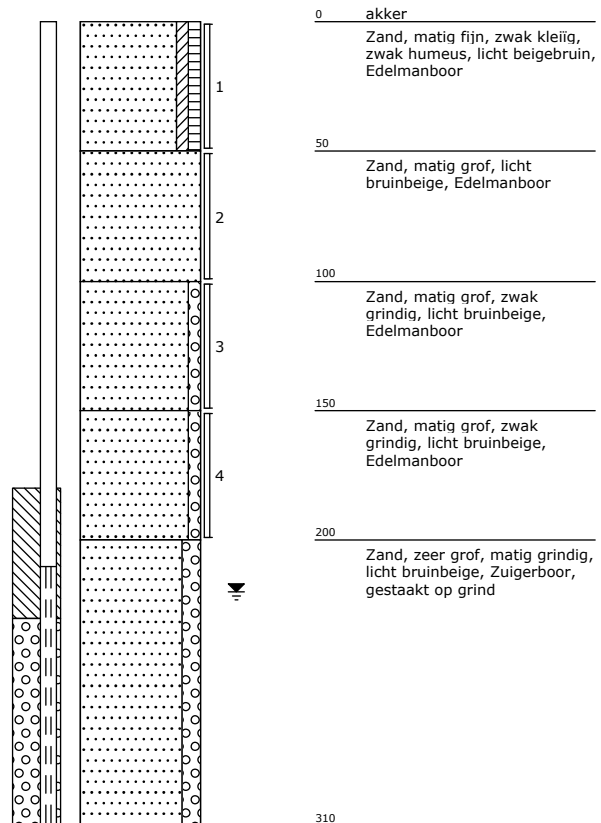 0 akker
Zand, matig fijn, zwak kleiïg,
zwak humeus, licht beigebruin,
Edelmanboor
1
50
Zand, matig grof, licht
bruinbeige, Edelmanboor
2
100
Zand, matig grof, zwak
grindig, licht bruinbeige,
Edelmanboor
3
150
Zand, matig grof, zwak
grindig, licht bruinbeige,
Edelmanboor
4
200
Zand, zeer grof, matig grindig,
licht bruinbeige, Zuigerboor,
gestaakt op grind
310